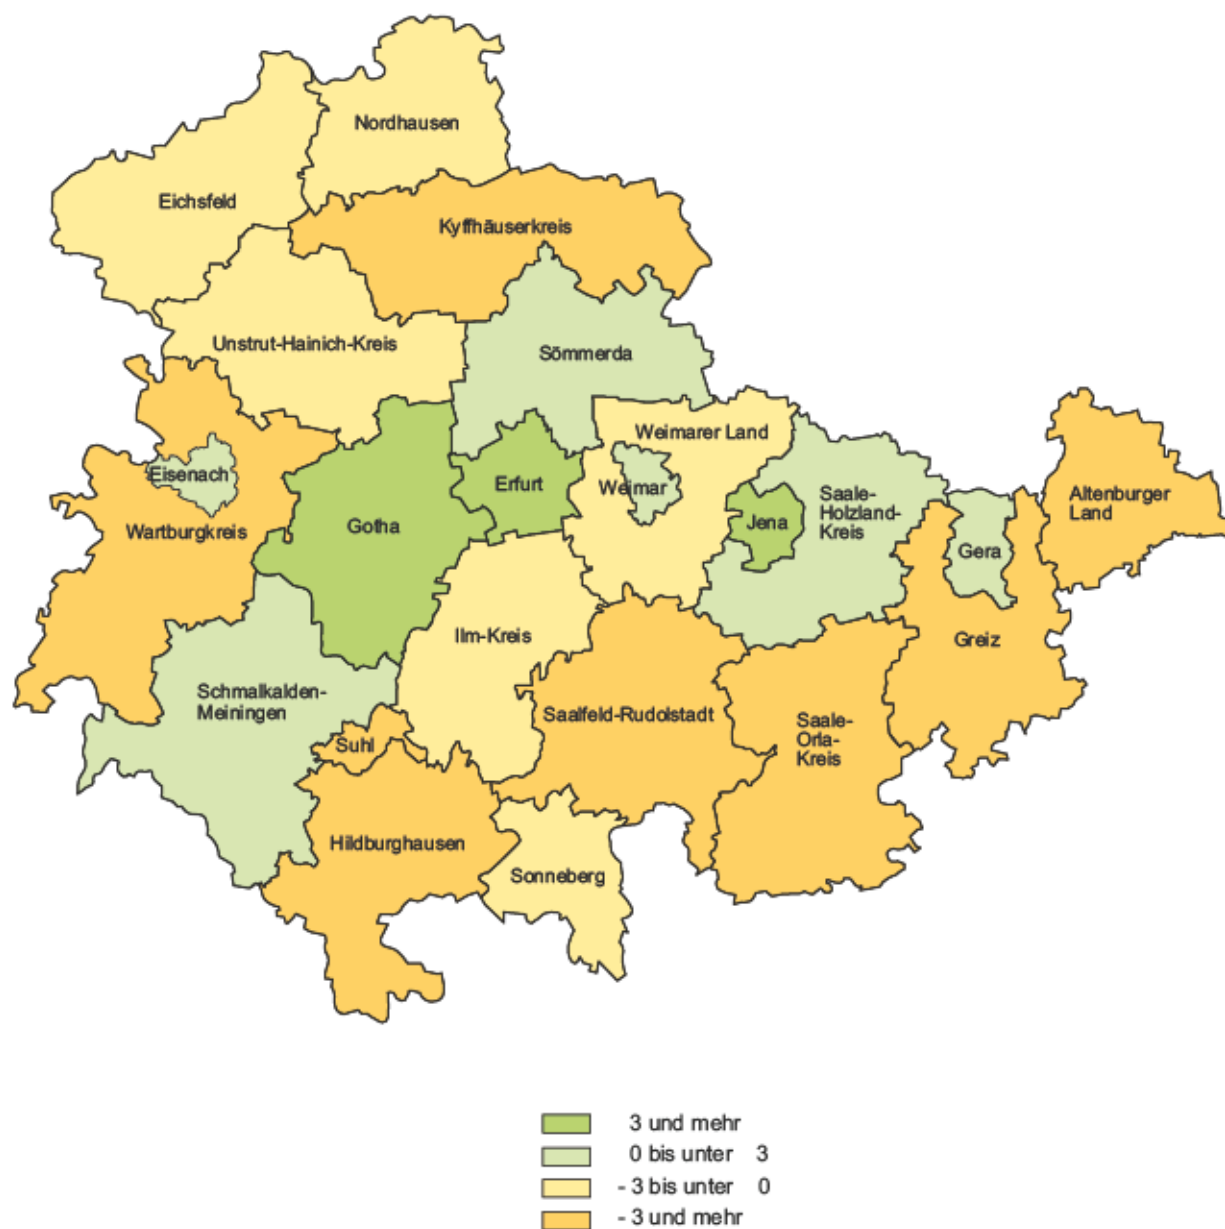 Nordhausen
Eichsfeld
Kyffhäuserkreis
Unstrut-Hainich-Kreis
Sömmerda
Weimarer Land
Eisenach
Erfurt
Weimar
Saale-
Holzland-
Kreis
Altenburger
Land
Wartburgkreis
Gotha
Jena
Gera
Ilm-Kreis
Greiz
Schmalkalden-
Meiningen
Saalfeld-Rudolstadt
Saale-
Orla-
Kreis
Suhl
Hildburghausen
Sonneberg
3 und mehr
0 bis unter 3
- 3 bis unter 0
- 3 und mehr